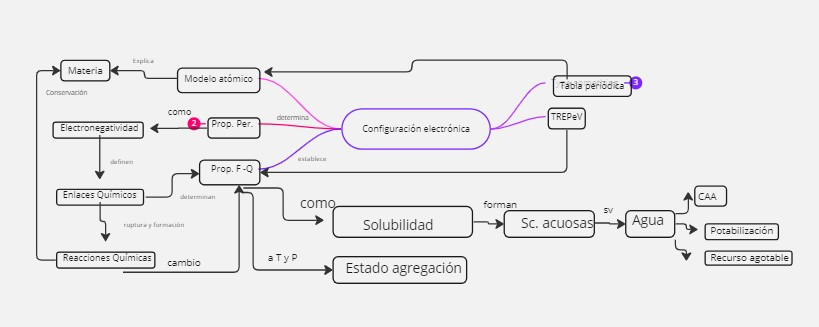 Explica
Materia
Modelo atómico
Tabla periódica
3
Conservación
como
determina
TREPeV
Electronegatividad
2
Prop. Per.
Configuración electrónica
establece
definen
Prop. F -Q
Enlaces Químicos
determinan
como
forman
sv
CAA
ruptura y formación
Solubilidad
Sc. acuosas
Agua
Potabilización
Reacciones Químicas
cambio
a T y P
Estado agregación
Recurso agotable